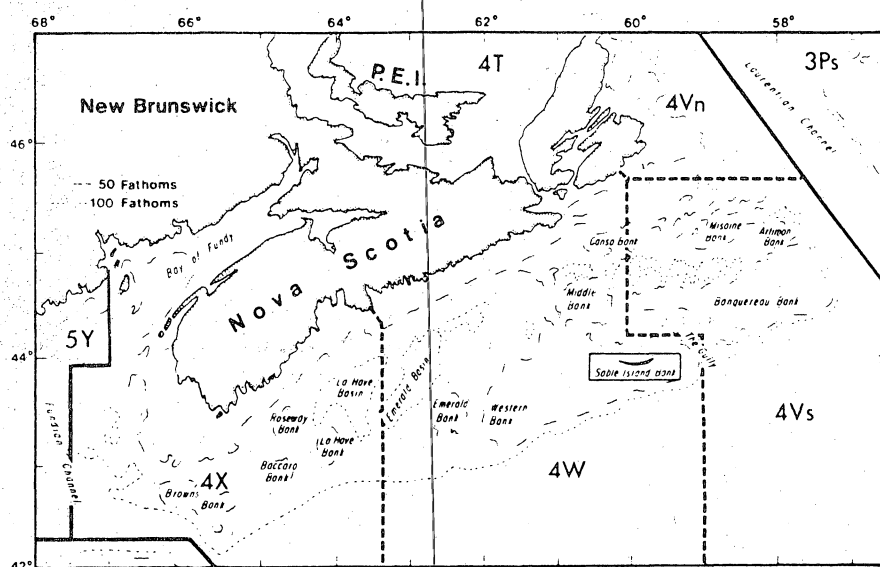 68° 66° 64° 62° 60° 58°
P.E.I.
4T
3Ps
Laurentian Channel
New Brunswick
4Vn
46°
--- 50 Fathoms
100 Fathoms
Misaine
Bank
Artimon
Bank
Canso Bank
Bay of Fundy
Nova Scotia
Middle
Bank
Banquereau Bank
5Y
The Gully
44°
Sable Island Bank
La Have
Basin
Emerald Basin
Emerald
Bank
Western
Bank
Roseway
Bank
4Vs
Fundian Channel
La Have
Bank
Baccaro
Bank
4X
4W
Browns
Bank
42°